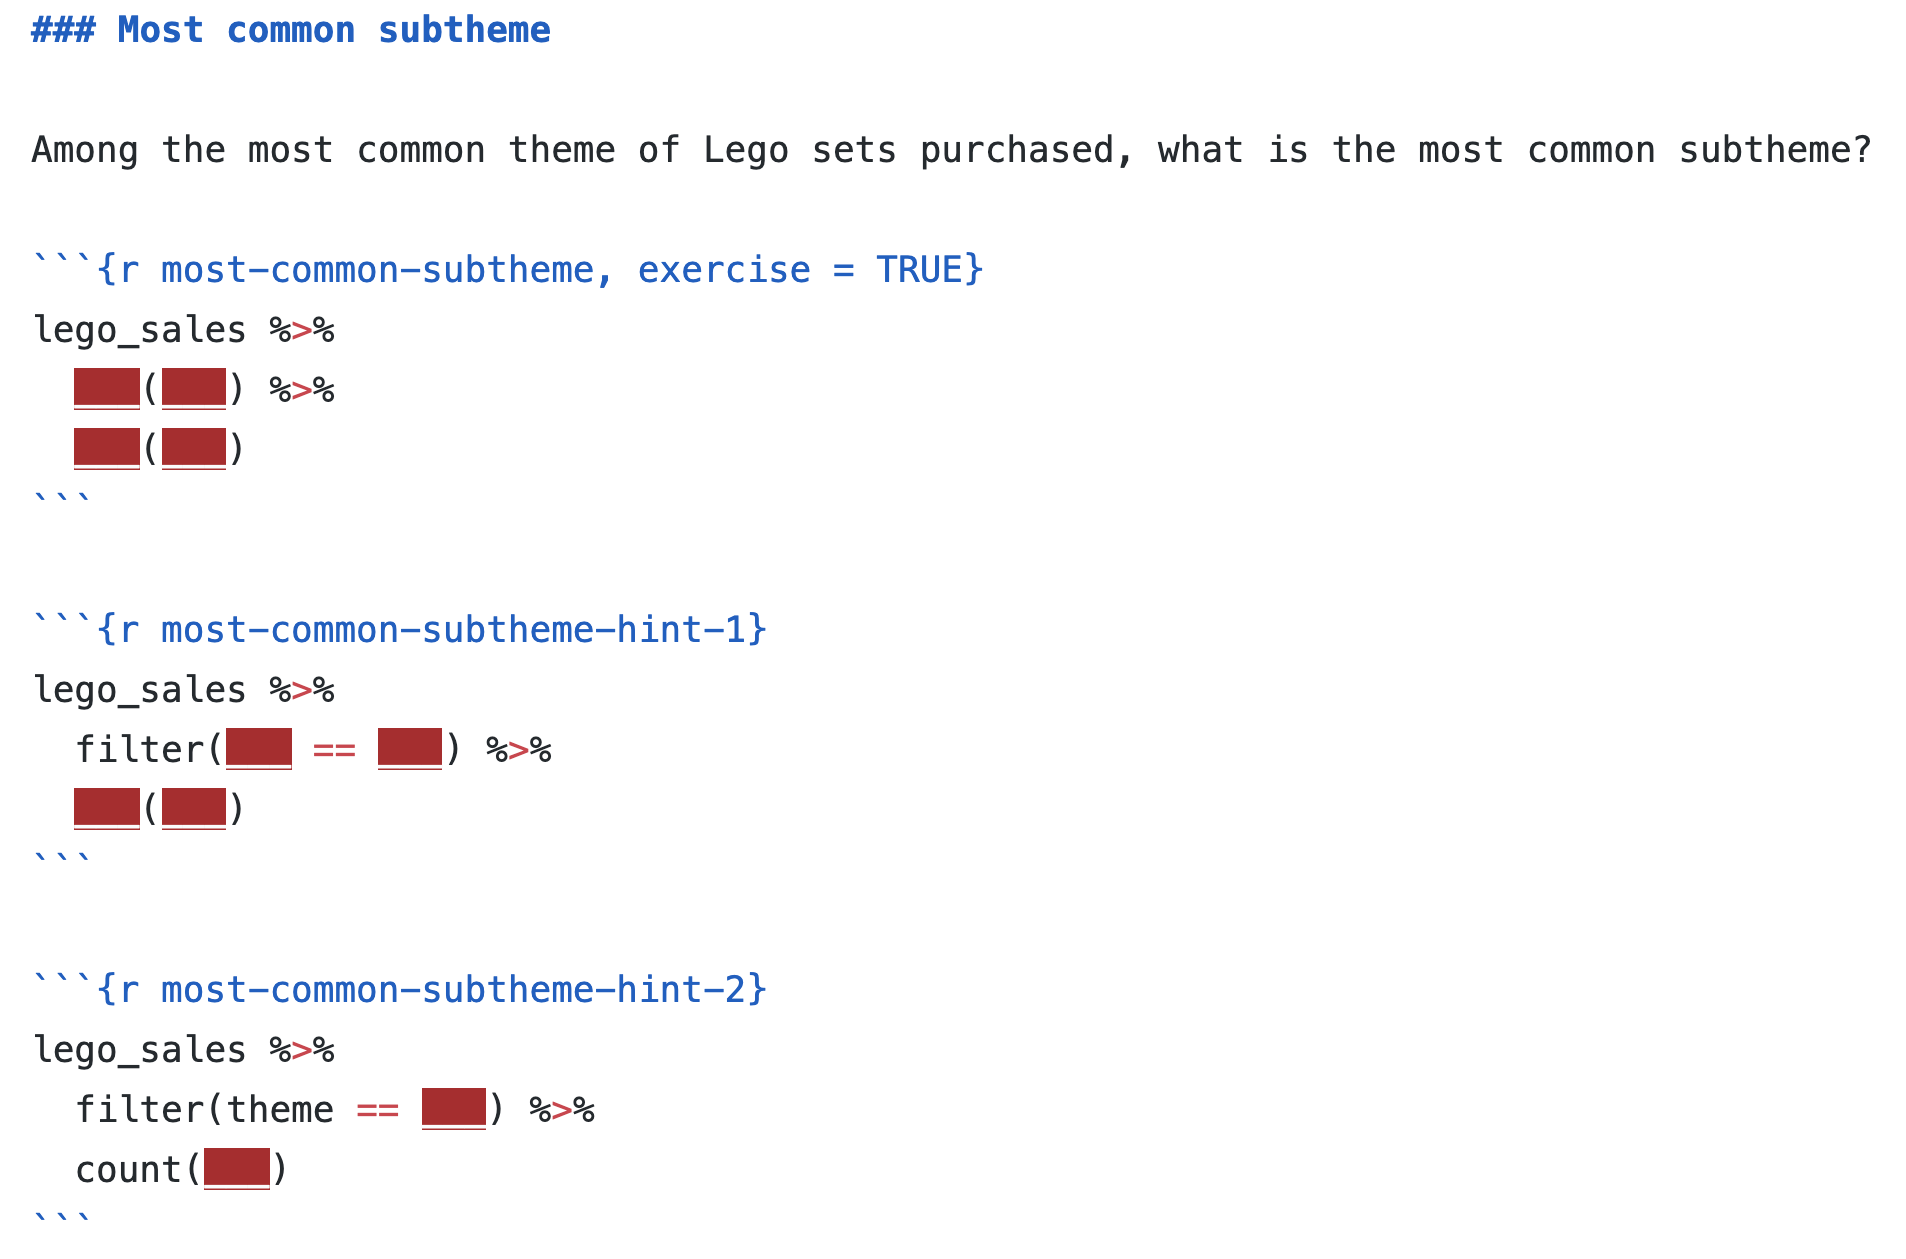 ### Most common subtheme
Among the most common theme of Lego sets purchased, what is the most common subtheme?
```{r most-common-subtheme, exercise = TRUE}
lego_sales %>%
  ___(___) %>%
  ___(___)
```
```{r most-common-subtheme-hint-1}
lego_sales %>%
  filter(___ == ___) %>%
  ___(___)
```
```{r most-common-subtheme-hint-2}
lego_sales %>%
  filter(theme == ___) %>%
  count(___)
```